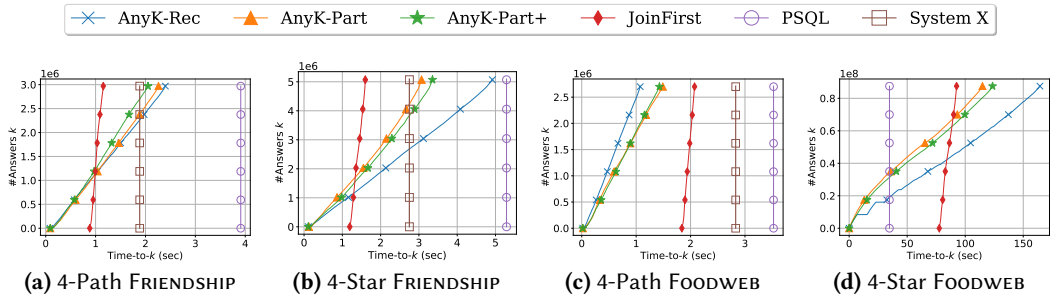 AnyK-Rec AnyK-Part AnyK-Part+ JoinFirst PSQL System X
1e6
#Answers k
3.0
2.4
1.8
1.2
0.6
0.0
0 1 2 3 4
Time-to-k (sec)
(a) 4-Path Friendship
1e6
#Answers k
5
4
3
2
1
0
0 1 2 3 4 5
Time-to-k (sec)
(b) 4-Star Friendship
1e6
#Answers k
2.5
2.0
1.5
1.0
0.5
0.0
0 1 2 3
Time-to-k (sec)
(c) 4-Path Foodweb
1e8
#Answers k
0.8
0.6
0.4
0.2
0.0
0 50 100 150
Time-to-k (sec)
(d) 4-Star Foodweb